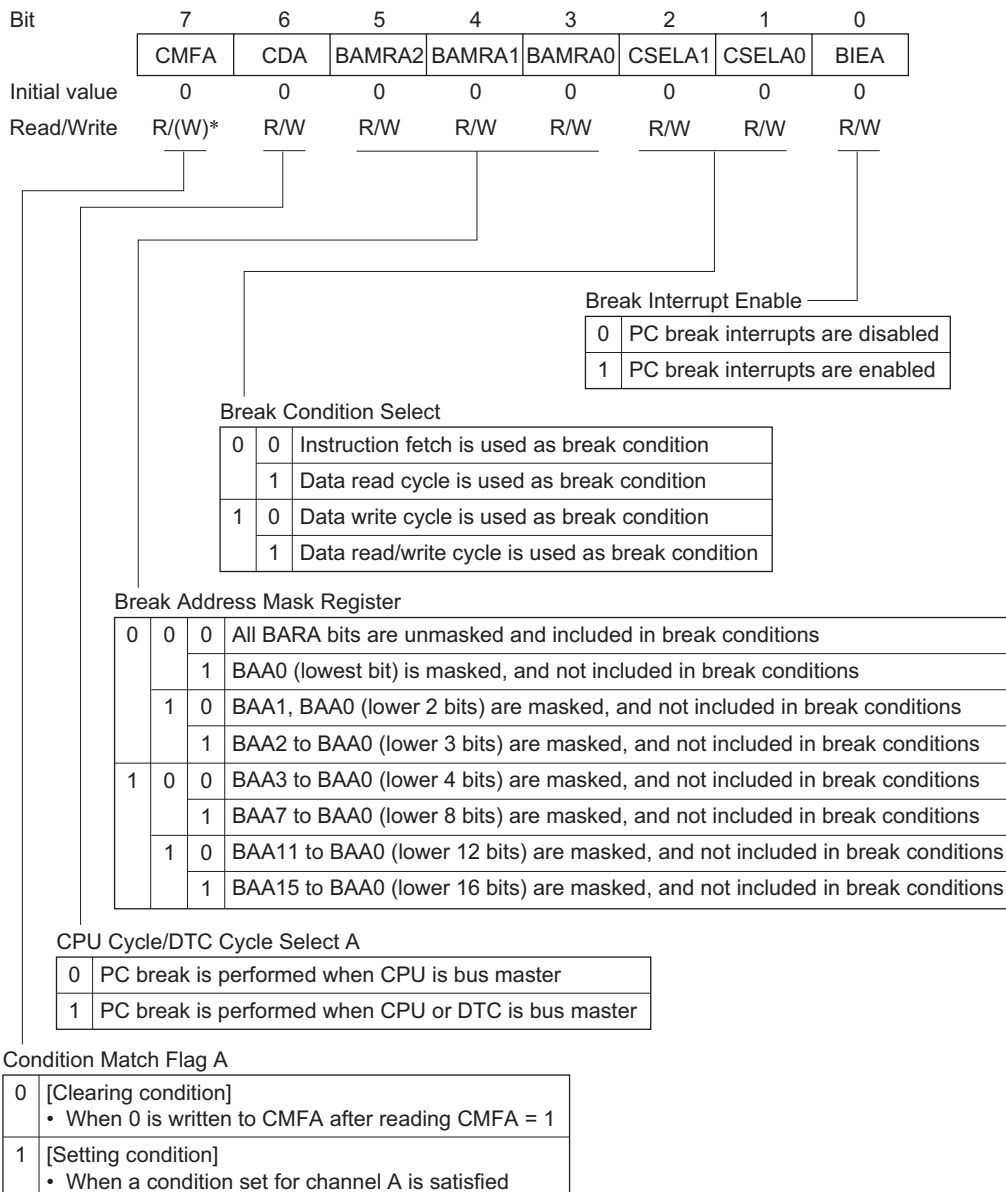 Bit 7 6 5 4 3 2 1 0
CMFA CDA BAMRA2 BAMRA1 BAMRA0 CSELA1 CSELA0 BIEA
Initial value 0 0 0 0 0 0 0 0
Read/Write R/(W)* R/W R/W R/W R/W R/W R/W R/W
Break Interrupt Enable
0 PC break interrupts are disabled
1 PC break interrupts are enabled
Break Condition Select
0 0 Instruction fetch is used as break condition
1 Data read cycle is used as break condition
1 0 Data write cycle is used as break condition
1 Data read/write cycle is used as break condition
Break Address Mask Register
0 0 0 All BARA bits are unmasked and included in break conditions
1 BAA0 (lowest bit) is masked, and not included in break conditions
1 0 BAA1, BAA0 (lower 2 bits) are masked, and not included in break conditions
1 BAA2 to BAA0 (lower 3 bits) are masked, and not included in break conditions
1 0 0 BAA3 to BAA0 (lower 4 bits) are masked, and not included in break conditions
1 BAA7 to BAA0 (lower 8 bits) are masked, and not included in break conditions
1 0 BAA11 to BAA0 (lower 12 bits) are masked, and not included in break conditions
1 BAA15 to BAA0 (lower 16 bits) are masked, and not included in break conditions
CPU Cycle/DTC Cycle Select A
0 PC break is performed when CPU is bus master
1 PC break is performed when CPU or DTC is bus master
Condition Match Flag A
0 [Clearing condition]
• When 0 is written to CMFA after reading CMFA = 1
1 [Setting condition]
• When a condition set for channel A is satisfied